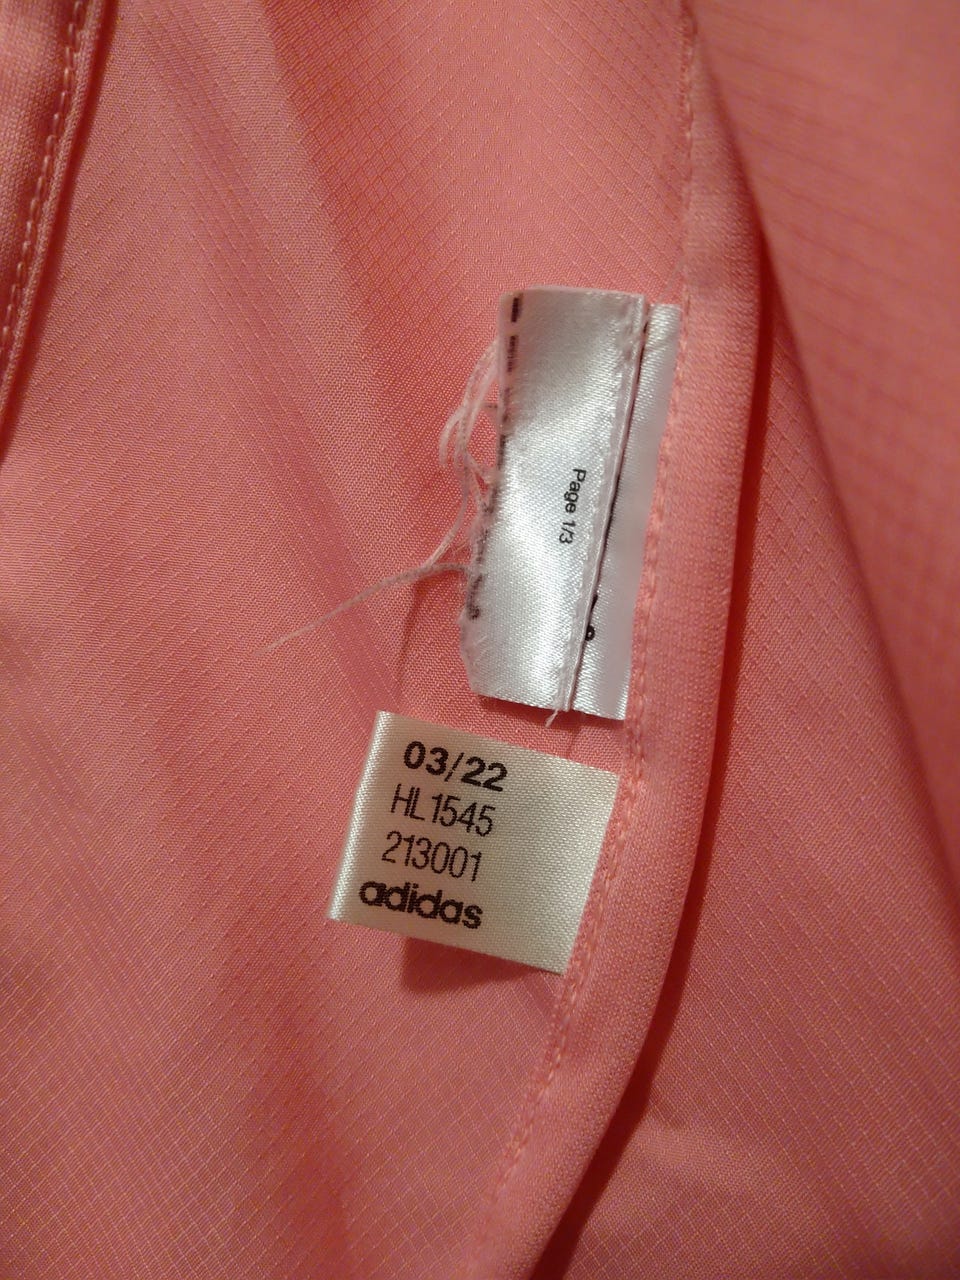 Page 1/3
03/22
HL1545
213001
adidas